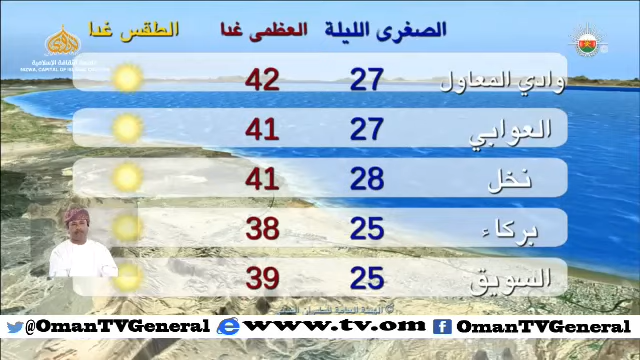 الصغرى الليلة العظمى غدا الطقس غدا
وادي المعاول 27 42
العوابي 27 41
نخل 28 41
بركاء 25 38
السويق 25 39
@OmanTVGeneral www.tv.om OmanTVGeneral